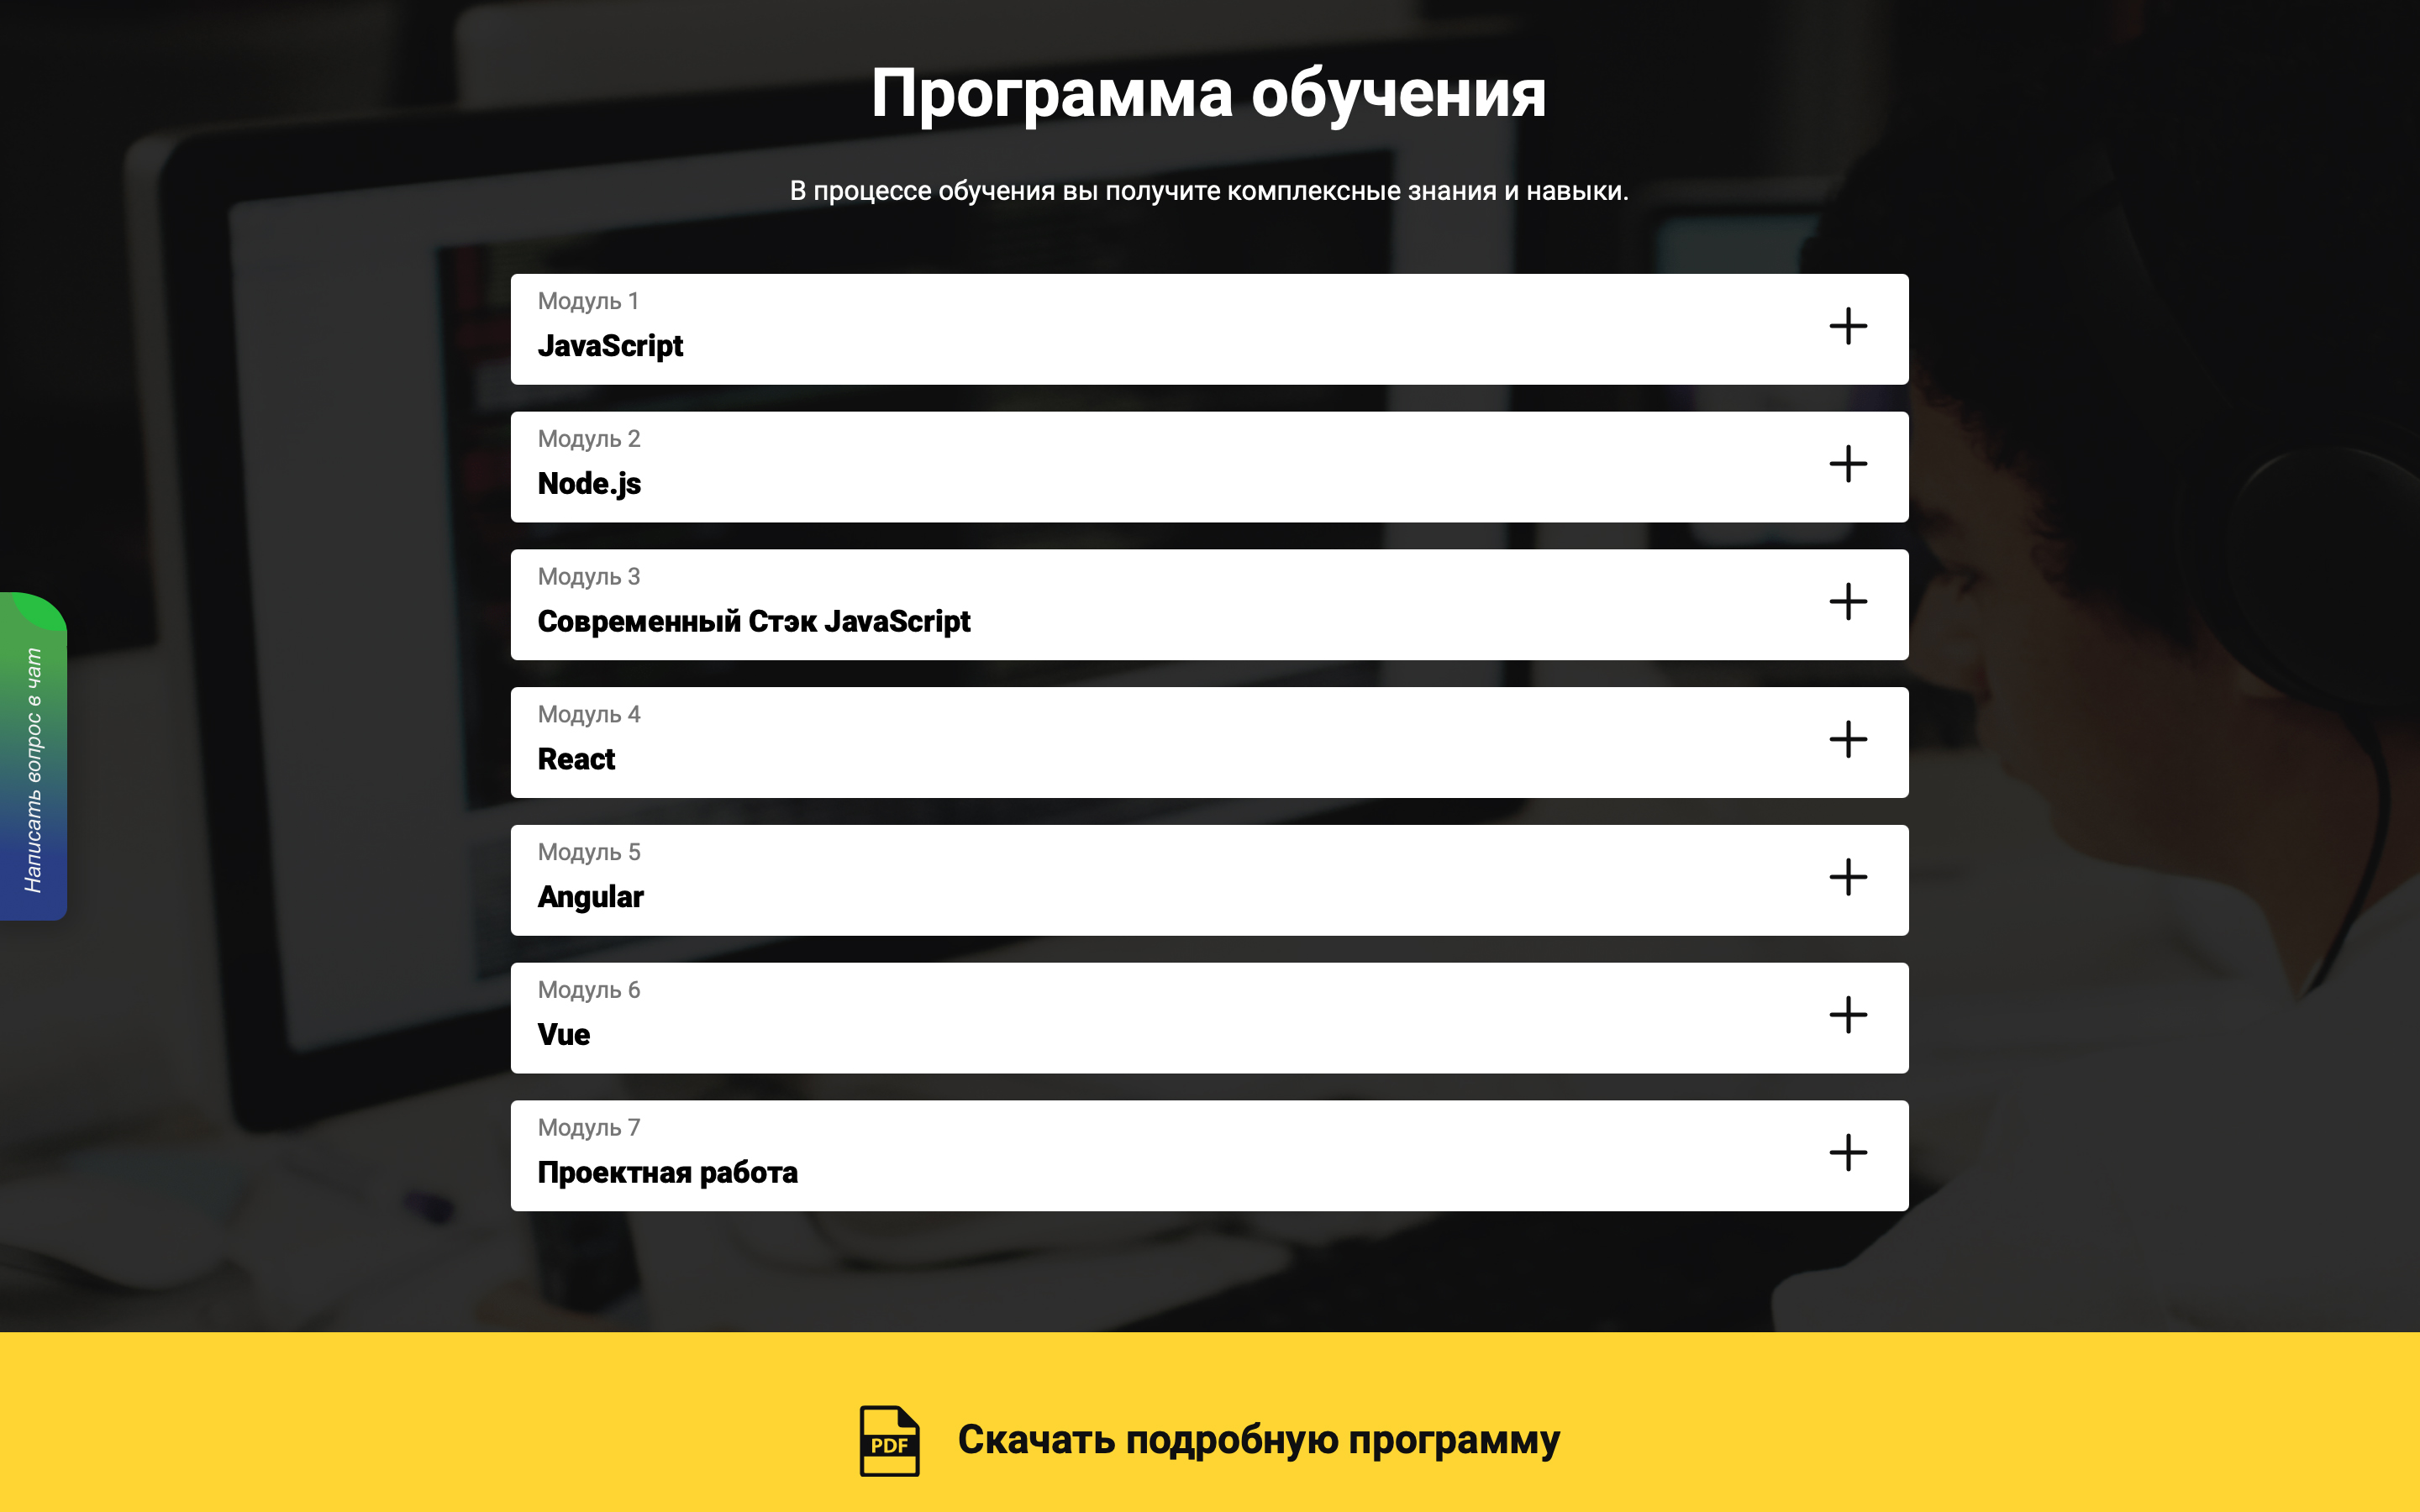 Программа обучения
В процессе обучения вы получите комплексные знания и навыки.
Модуль 1
JavaScript
Модуль 2
Node.js
Модуль 3
Современный Стэк JavaScript
Модуль 4
React
Модуль 5
Angular
Модуль 6
Vue
Модуль 7
Проектная работа
Написать вопрос в чат
PDF
Скачать подробную программу